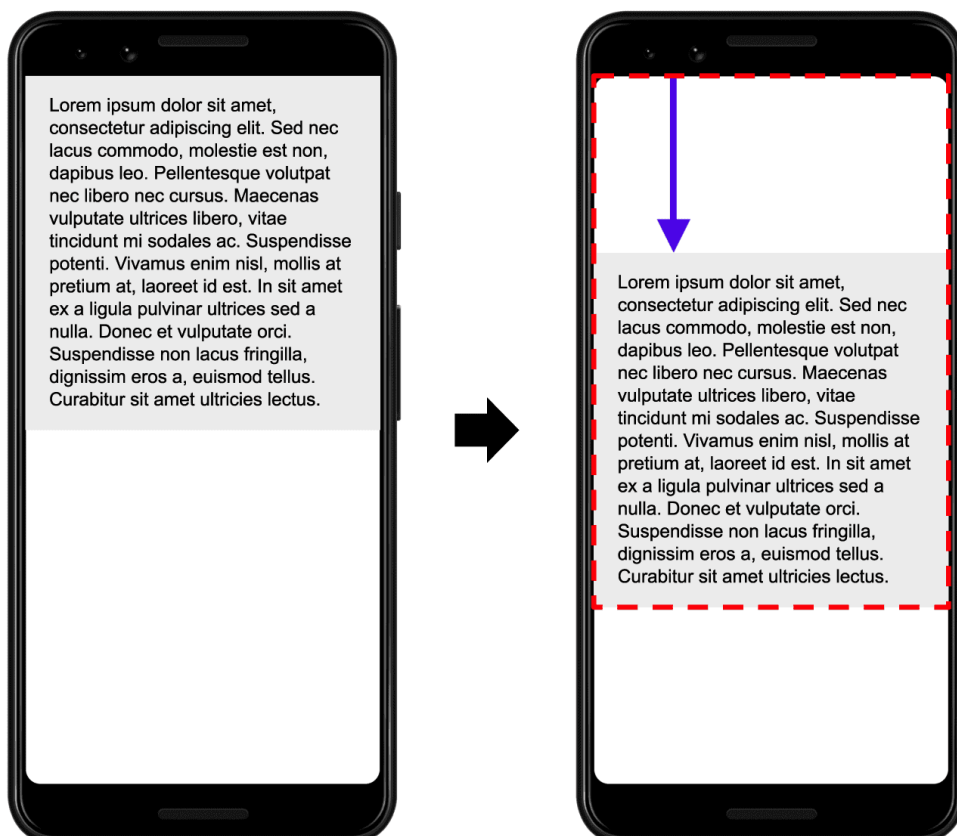 Lorem ipsum dolor sit amet,
consectetur adipiscing elit. Sed nec
lacus commodo, molestie est non,
dapibus leo. Pellentesque volutpat
nec libero nec cursus. Maecenas
vulputate ultrices libero, vitae
tincidunt mi sodales ac. Suspendisse
potenti. Vivamus enim nisl, mollis at
pretium at, laoreet id est. In sit amet
ex a ligula pulvinar ultrices sed a
nulla. Donec et vulputate orci.
Suspendisse non lacus fringilla,
dignissim eros a, euismod tellus.
Curabitur sit amet ultricies lectus.
Lorem ipsum dolor sit amet,
consectetur adipiscing elit. Sed nec
lacus commodo, molestie est non,
dapibus leo. Pellentesque volutpat
nec libero nec cursus. Maecenas
vulputate ultrices libero, vitae
tincidunt mi sodales ac. Suspendisse
potenti. Vivamus enim nisl, mollis at
pretium at, laoreet id est. In sit amet
ex a ligula pulvinar ultrices sed a
nulla. Donec et vulputate orci.
Suspendisse non lacus fringilla,
dignissim eros a, euismod tellus.
Curabitur sit amet ultricies lectus.